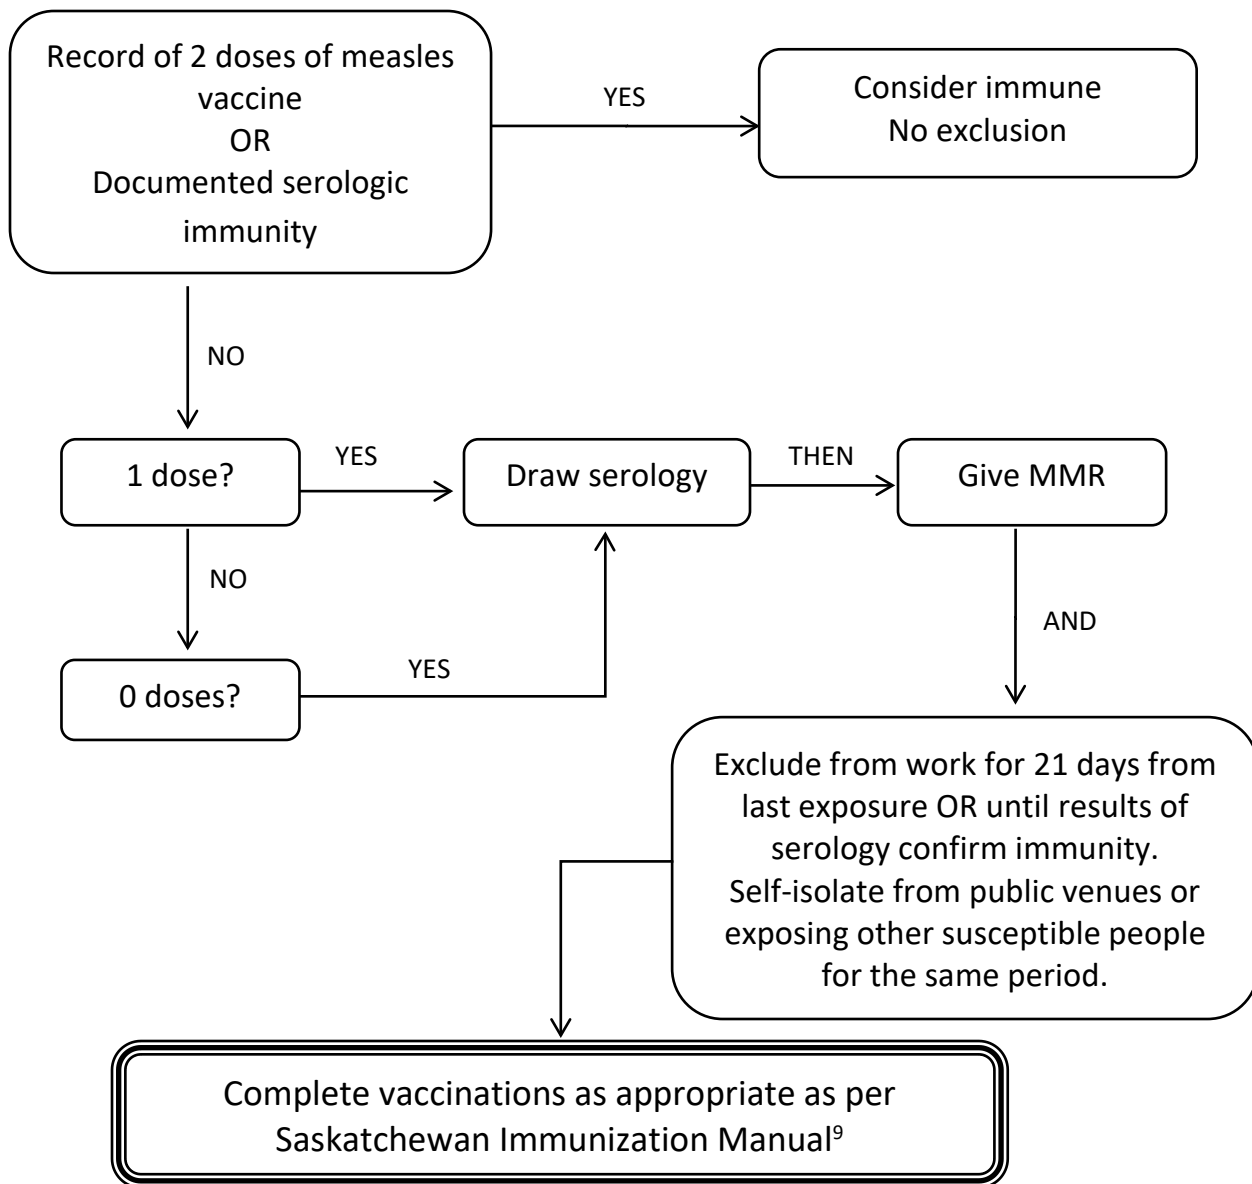 Record of 2 doses of measles
vaccine
OR
Documented serologic
immunity
YES
Consider immune
No exclusion
NO
1 dose?
YES
Draw serology
THEN
Give MMR
NO
AND
0 doses?
YES
Exclude from work for 21 days from
last exposure OR until results of
serology confirm immunity.
Self-isolate from public venues or
exposing other susceptible people
for the same period.
Complete vaccinations as appropriate as per
Saskatchewan Immunization Manual⁹